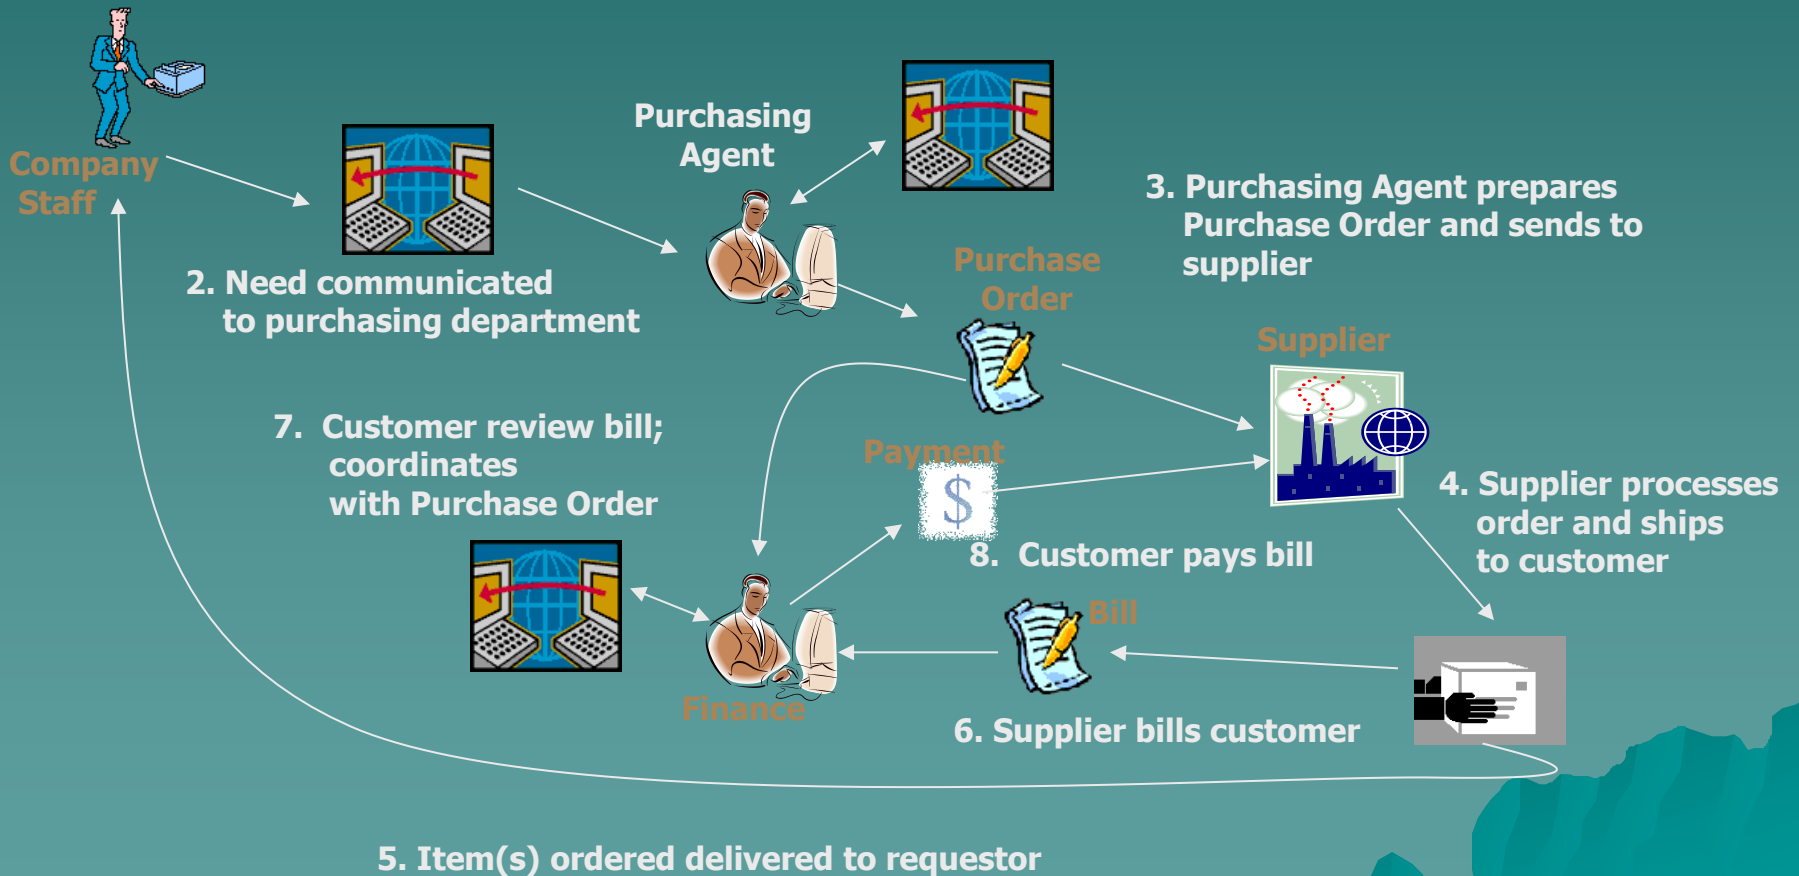 Company
Staff
2. Need communicated
to purchasing department
Purchasing
Agent
3. Purchasing Agent prepares
Purchase Order and sends to
supplier
Purchase
Order
Supplier
4. Supplier processes
order and ships
to customer
7. Customer review bill;
coordinates
with Purchase Order
Payment
$
8. Customer pays bill
Bill
Finance
6. Supplier bills customer
5. Item(s) ordered delivered to requestor